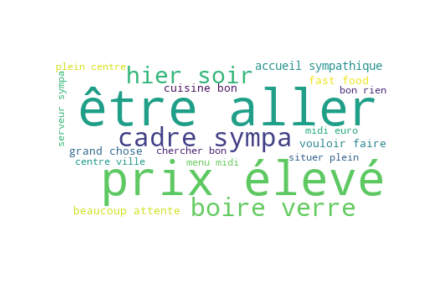 plein centre
accueil sympathique
hier soir
fast food
cuisine bon
bon rien
serveur sympa
être aller
cadre sympa
midi euro
vouloir faire
grand chose
chercher bon
situer plein
centre ville
menu midi
prix élevé
beaucoup attente
boire verre